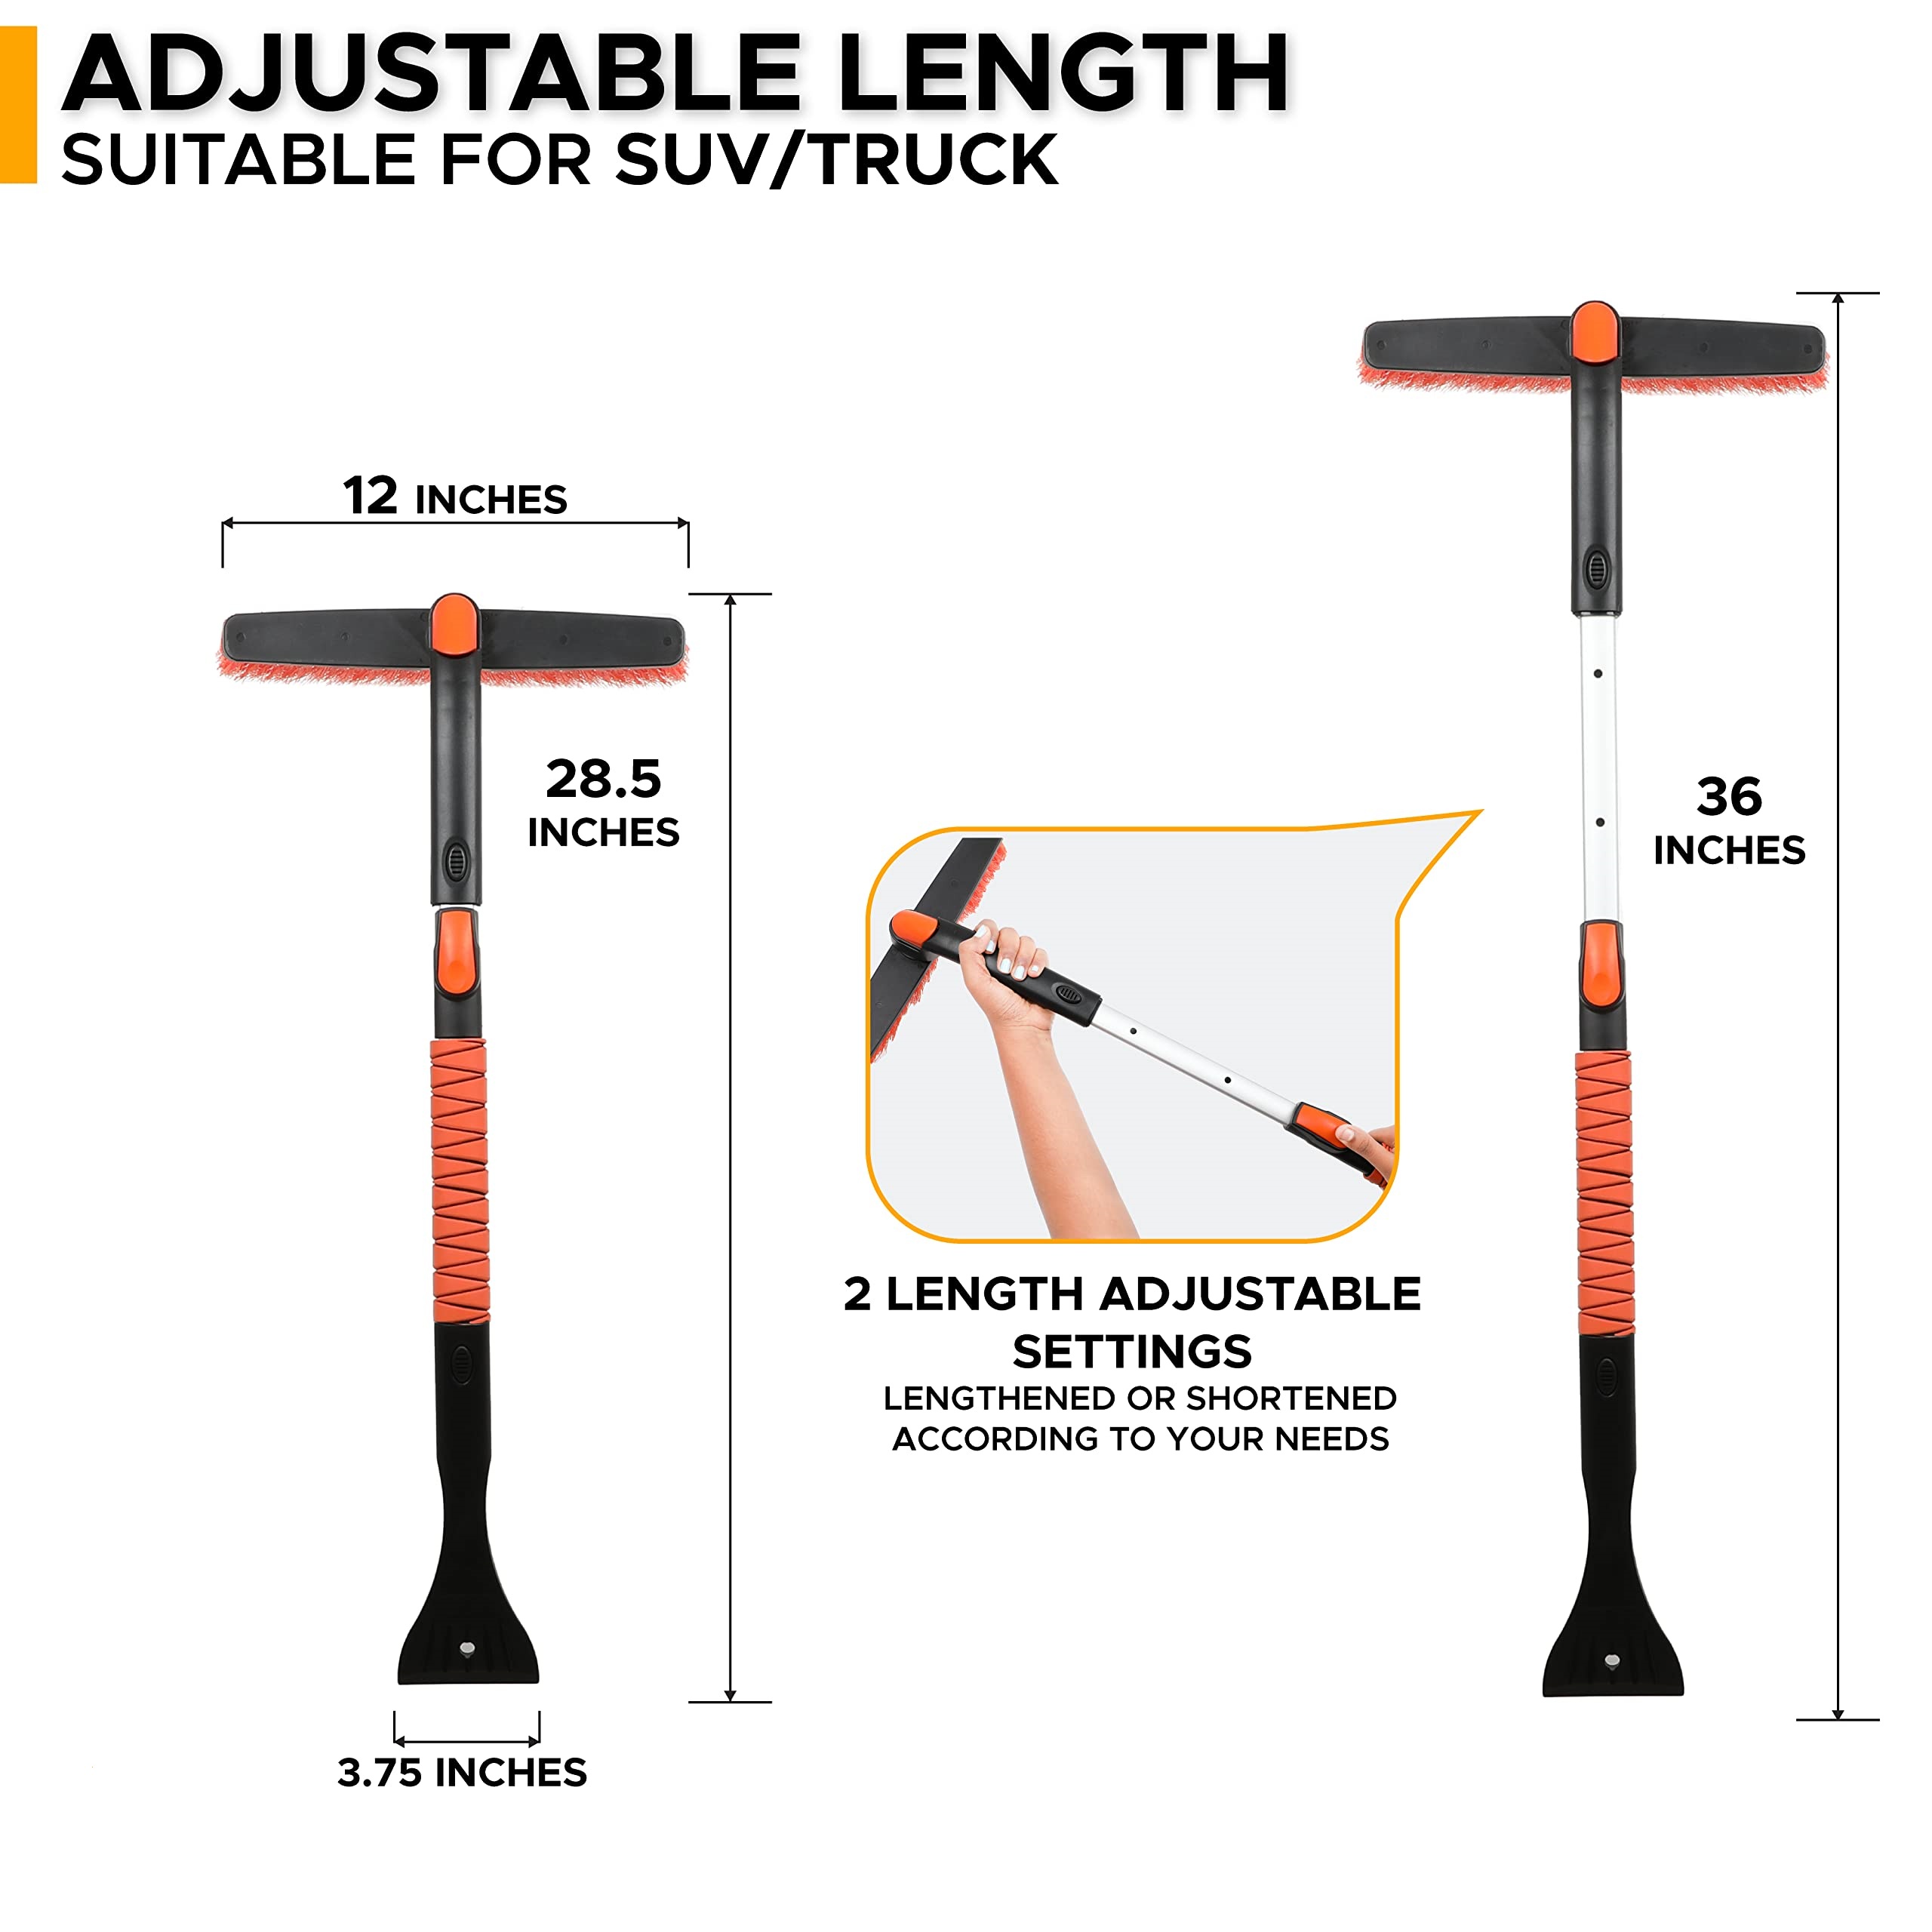 ADJUSTABLE LENGTH
SUITABLE FOR SUV/TRUCK
12 INCHES
28.5
INCHES
3.75 INCHES
2 LENGTH ADJUSTABLE
SETTINGS
LENGTHENED OR SHORTENED
ACCORDING TO YOUR NEEDS
36
INCHES